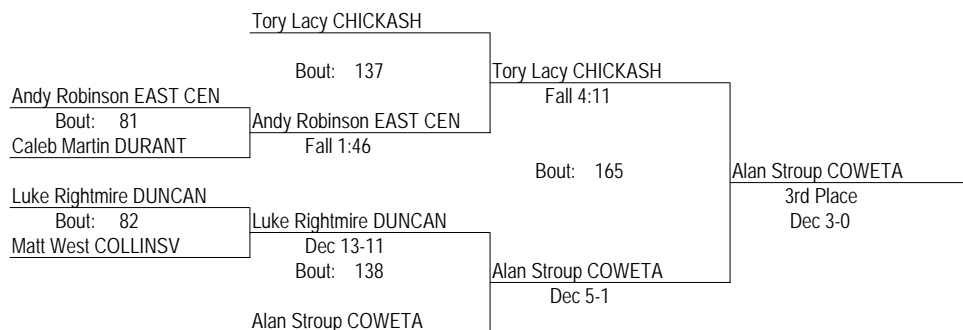 Tory Lacy CHICKASH
Bout: 137
Tory Lacy CHICKASH
Andy Robinson EAST CEN
Fall 4:11
Bout: 81
Andy Robinson EAST CEN
Caleb Martin DURANT
Fall 1:46
Bout: 165
Alan Stroup COWETA
Luke Rightmire DUNCAN
3rd Place
Bout: 82
Luke Rightmire DUNCAN
Dec 3-0
Matt West COLLINSV
Dec 13-11
Bout: 138
Alan Stroup COWETA
Dec 5-1
Alan Stroup COWETA